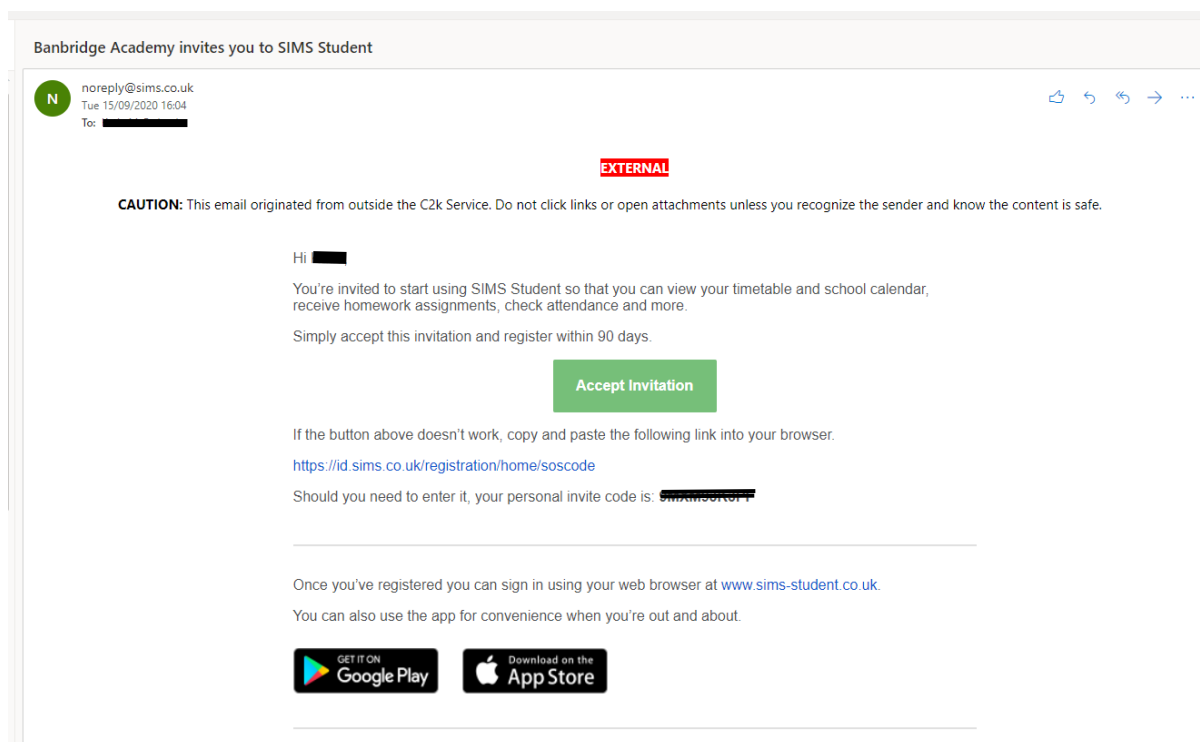 Banbridge Academy invites you to SIMS Student
N
noreply@sims.co.uk
Tue 15/09/2020 16:04
To:
EXTERNAL
CAUTION: This email originated from outside the C2k Service. Do not click links or open attachments unless you recognize the sender and know the content is safe.
Hi
You're invited to start using SIMS Student so that you can view your timetable and school calendar,
receive homework assignments, check attendance and more.
Simply accept this invitation and register within 90 days.
Accept Invitation
If the button above doesn't work, copy and paste the following link into your browser.
https://id.sims.co.uk/registration/home/soscode
Should you need to enter it, your personal invite code is:
Once you've registered you can sign in using your web browser at www.sims-student.co.uk.
You can also use the app for convenience when you're out and about.
GET IT ON
Google Play
Download on the
App Store